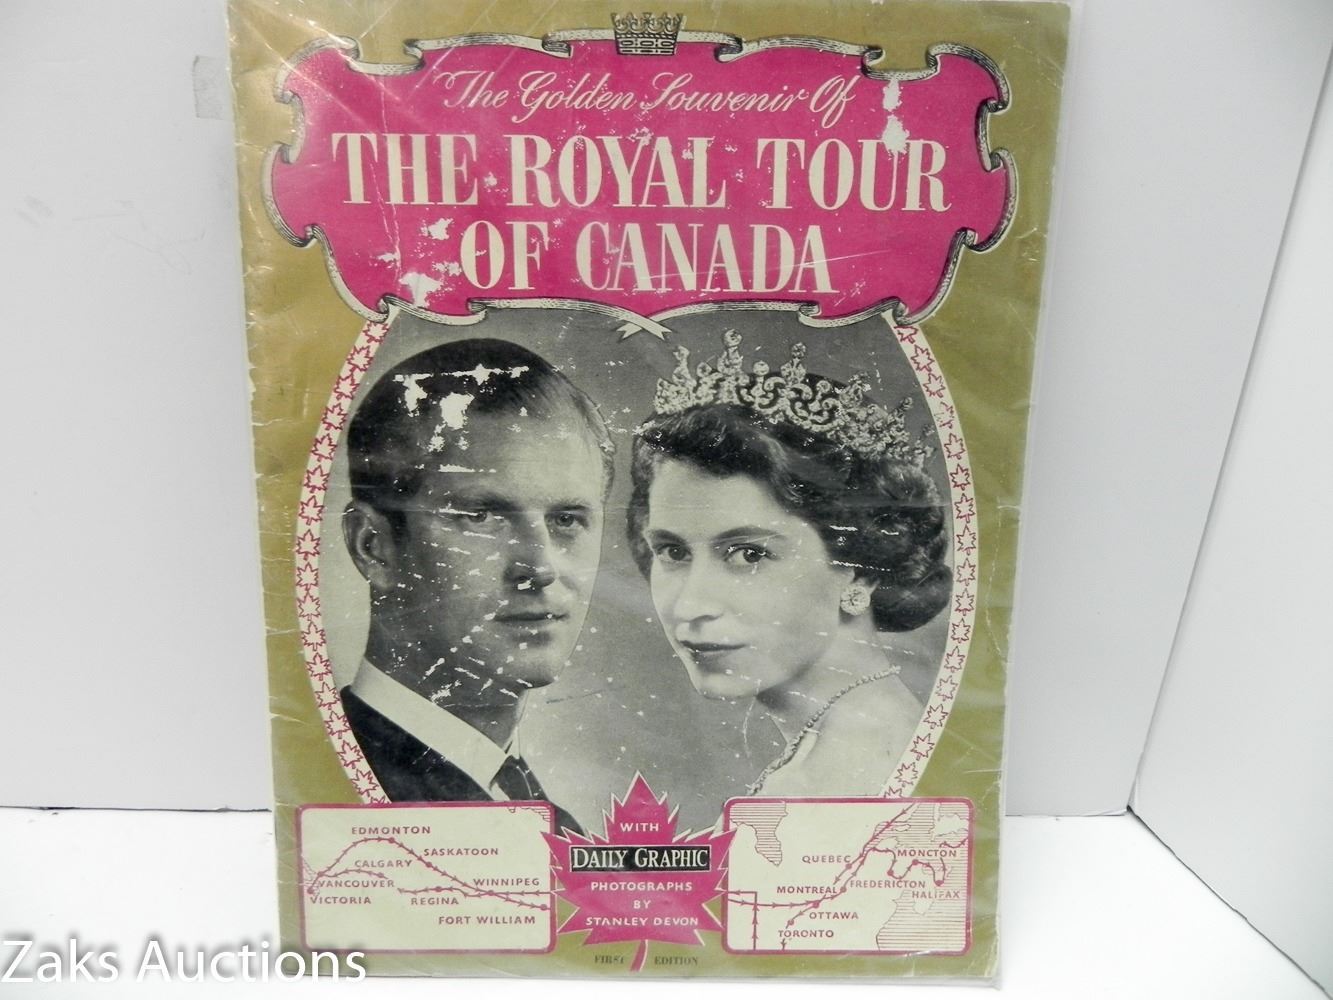 The Golden Souvenir Of
THE ROYAL TOUR
OF CANADA
EDMONTON
SASKATOON
CALGARY
VANCOUVER
WINNIPEG
VICTORIA
REGINA
FORT WILLIAM
WITH
DAILY GRAPHIC
PHOTOGRAPHS
BY
STANLEY DEVON
FIRST EDITION
QUEBEC
MONCTON
MONTREAL
FREDERICTON
HALIFAX
OTTAWA
TORONTO
Zaks Auctions